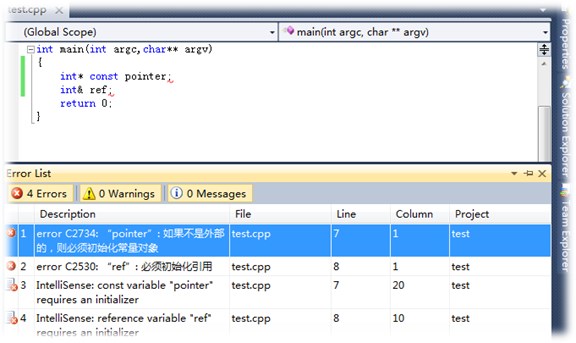 test.cpp
(Global Scope) main(int argc, char ** argv)
int main(int argc,char** argv)
{
int* const pointer;
int& ref;
return 0;
}
Properties
Solution Explorer
Team Explorer
Error List
4 Errors 0 Warnings 0 Messages
Description File Line Column Project
1 error C2734: “pointer”: 如果不是外部 test.cpp 7 1 test
的，则必须初始化常量对象
2 error C2530: “ref”: 必须初始化引用 test.cpp 8 1 test
3 IntelliSense: const variable "pointer" test.cpp 7 20 test
requires an initializer
4 IntelliSense: reference variable "ref" test.cpp 8 10 test
requires an initializer